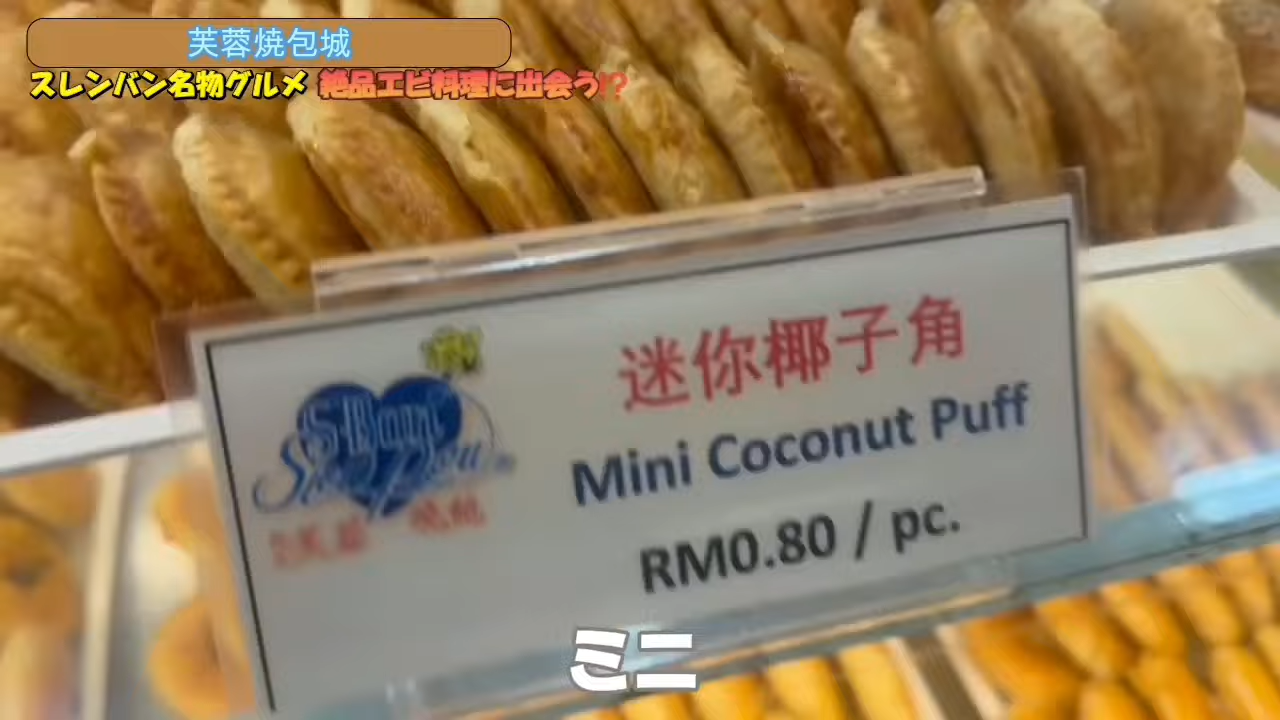 芙蓉燒包城
スレンバン名物グルメ 絶品エビ料理に出会う!?
迷你椰子角
Mini Coconut Puff
RM0.80 / pc.
ミニ